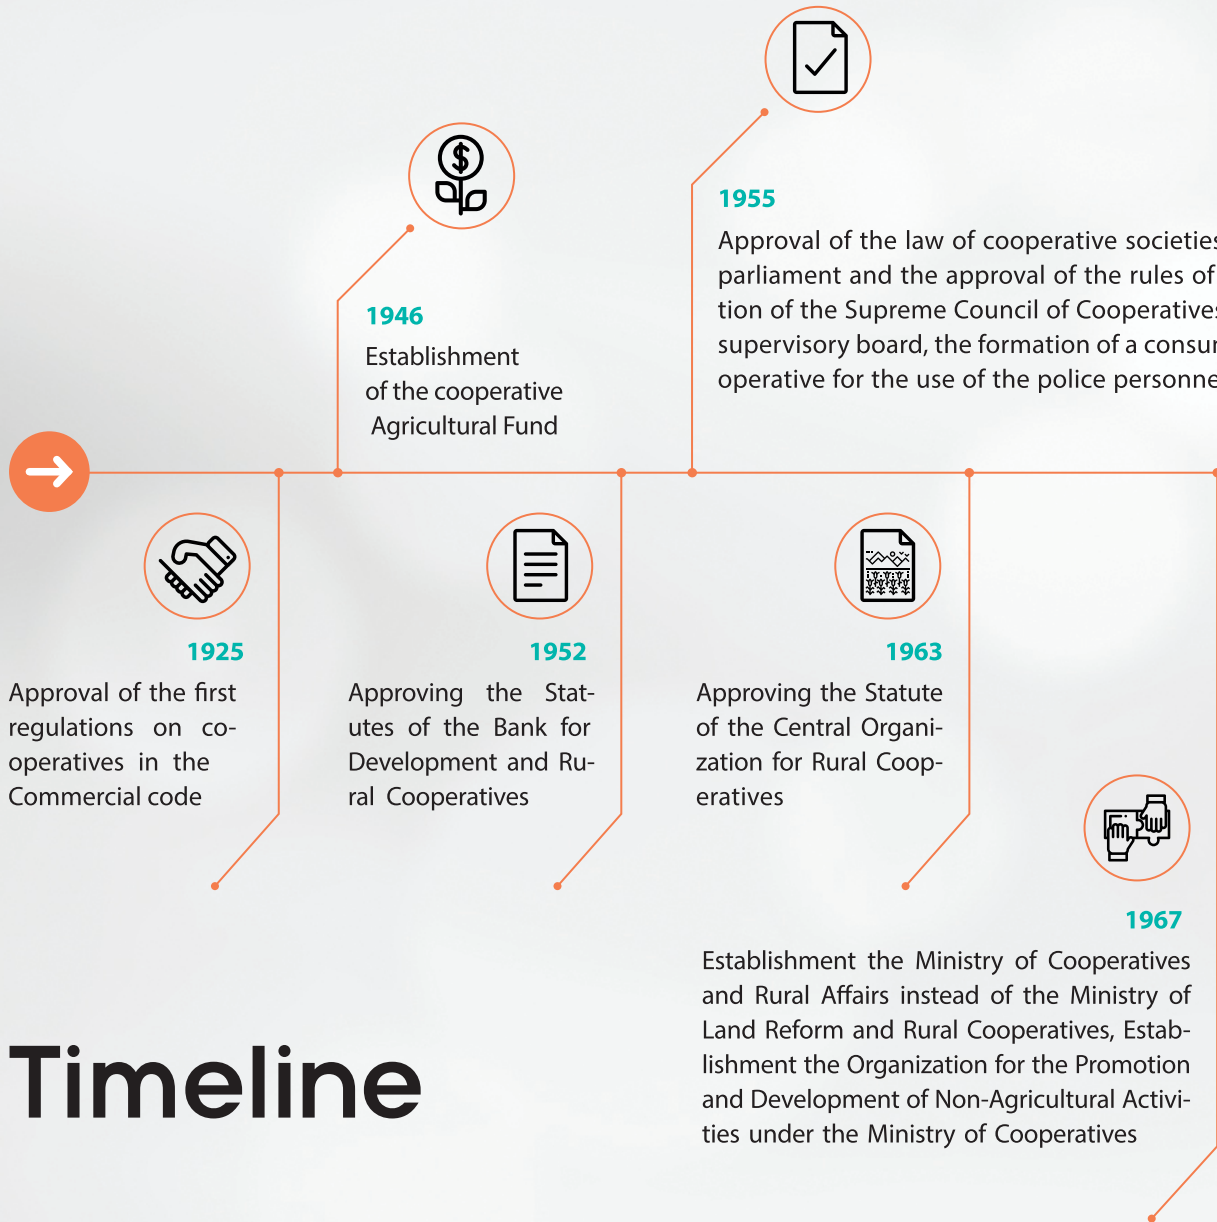 1955
Approval of the law of cooperative societies
parliament and the approval of the rules of
tion of the Supreme Council of Cooperatives
supervisory board, the formation of a
operative for the use of the police
1946
Establishment
of the cooperative
Agricultural Fund
1925
Approval of the first
regulations on co-
operatives in the
Commercial code
1952
Approving the Stat-
utes of the Bank for
Development and Ru-
ral Cooperatives
1963
Approving the Statute
of the Central Organi-
zation for Rural Coop-
eratives
1967
Establishment the Ministry of Cooperatives
and Rural Affairs instead of the Ministry of
Land Reform and Rural Cooperatives, Estab-
lishment the Organization for the Promotion
and Development of Non-Agricultural Activi-
ties under the Ministry of Cooperatives
Timeline